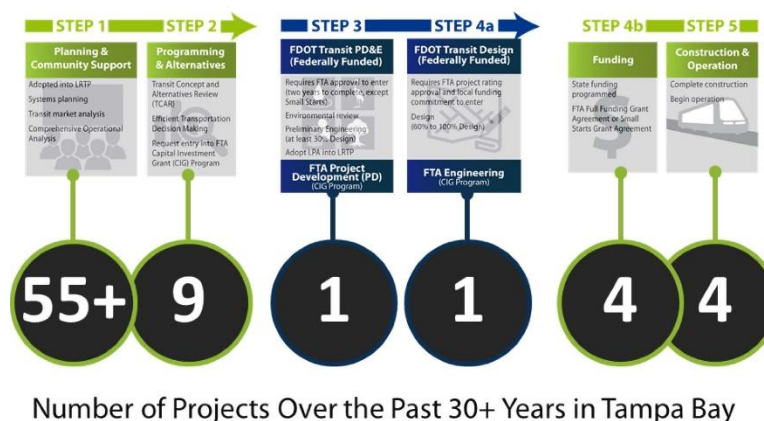 STEP 1
STEP 2
STEP 3
STEP 4a
STEP 4b
STEP 5
Planning &
Community Support
Adopted into LRTP
Systems planning
Transit market analysis
Comprehensive Operational
Analysis
Programming
& Alternatives
Transit Concept and
Alternatives Review
(TCAR)
Efficient Transportation
Decision Making
Request entry into FTA
Capital Investment
Grant (CIG) Program
FDOT Transit PD&E
(Federally Funded)
Requires FTA approval to enter
(two years to complete, except
Small Starts)
Environmental review
Preliminary Engineering
(at least 30% Design)
Adopt LPA into LRTP
FTA Project
Development (PD)
(CIG Program)
FDOT Transit Design
(Federally Funded)
Requires FTA project rating
approval and local funding
commitment to enter
Design
(60% to 100% Design)
FTA Engineering
(CIG Program)
Funding
State funding
programmed
FTA Full Funding Grant
Agreement or Small
Starts Grant Agreement
Construction &
Operation
Complete construction
Begin operation
55+
9
1
1
4
4
Number of Projects Over the Past 30+ Years in Tampa Bay